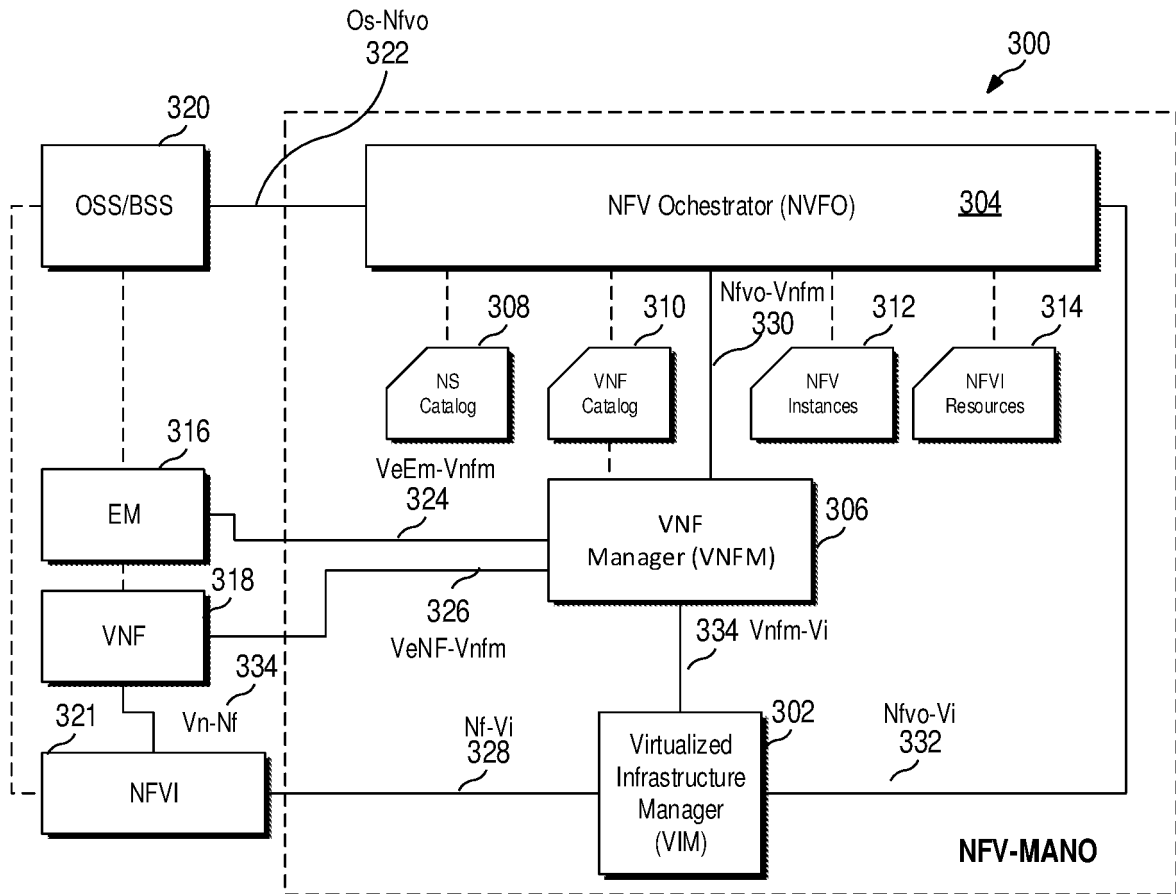 Os-Nfvo
322
300
320
OSS/BSS
NFV Ochestrator (NVFO)
304
Nfvo-Vnfm
330
308
310
312
314
NS
Catalog
VNF
Catalog
NFV
Instances
NFVI
Resources
316
EM
VeEm-Vnfm
324
VNF
Manager (VNFM)
306
318
VNF
326
VeNF-Vnfm
334
Vnfm-Vi
334
Vn-Nf
321
NFVI
Nf-Vi
328
302
Virtualized
Infrastructure
Manager
(VIM)
Nfvo-Vi
332
NFV-MANO